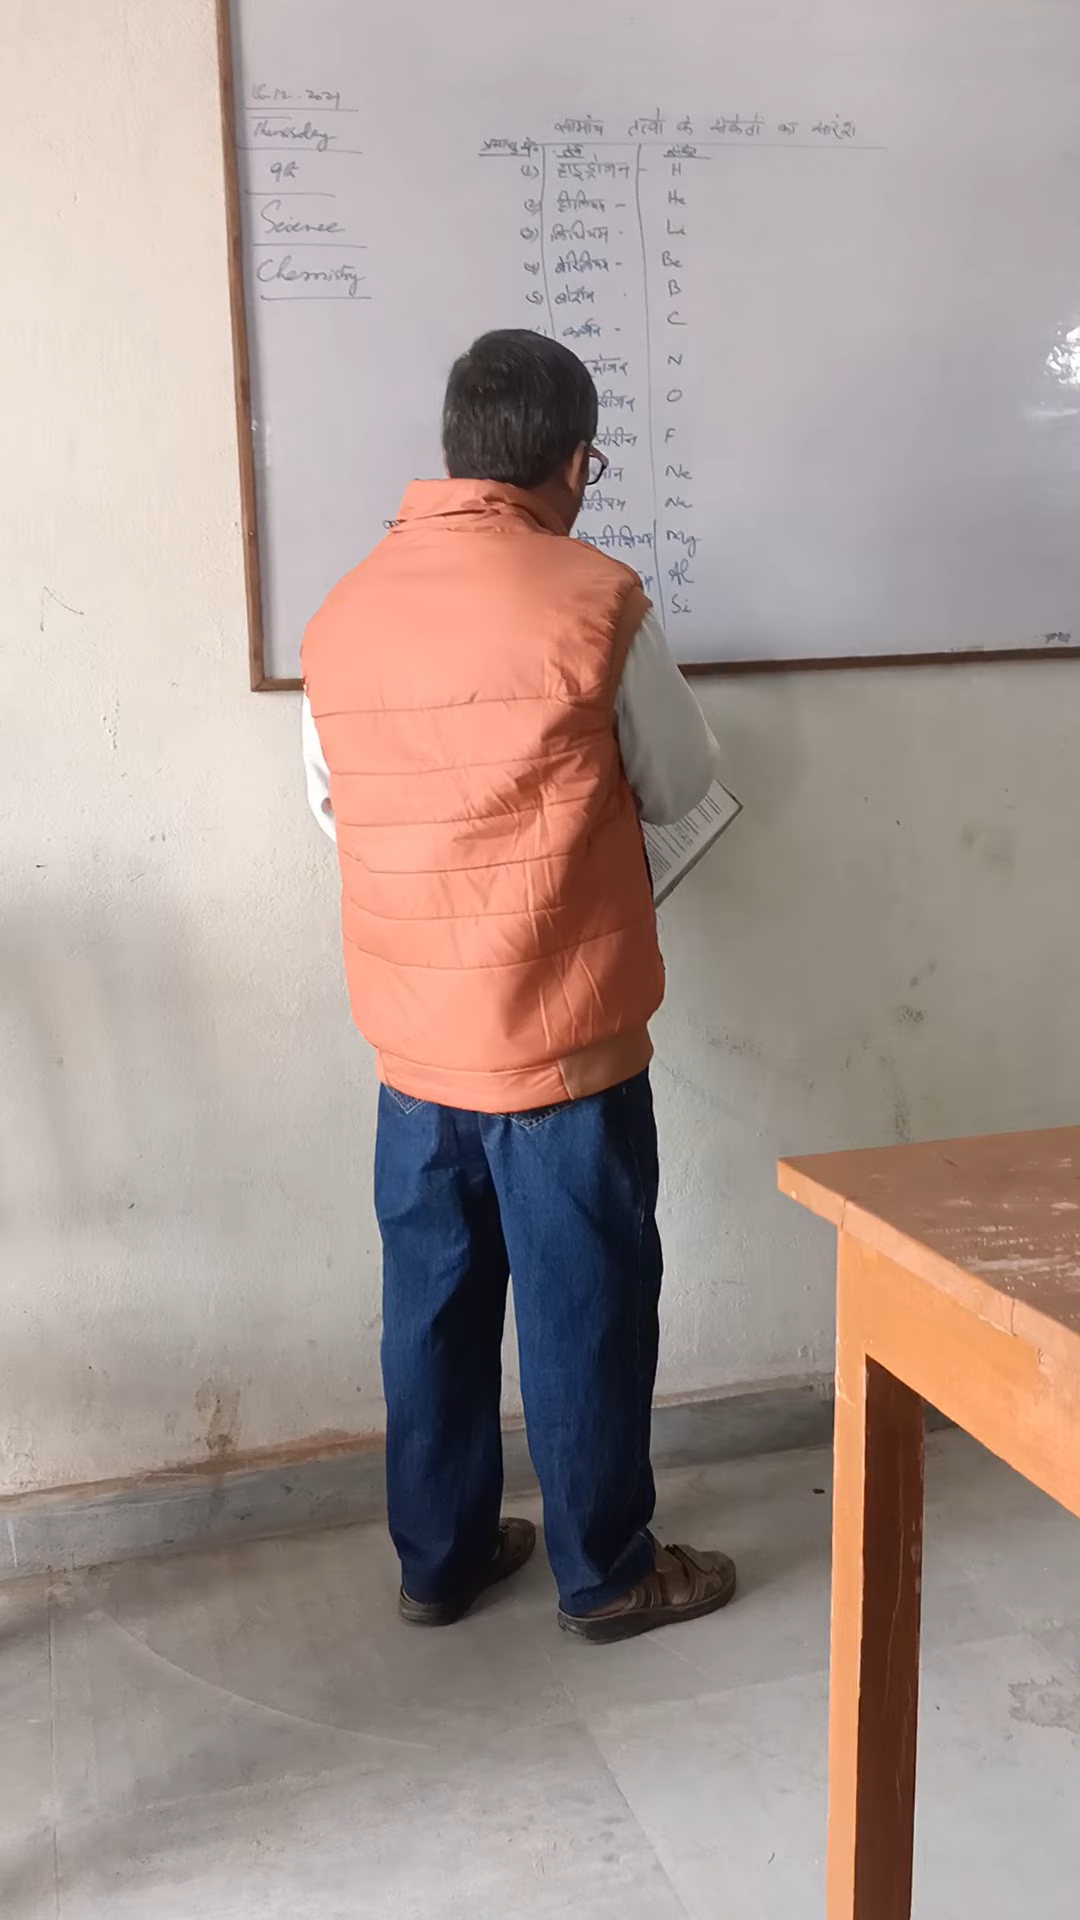 16.12.2021
Thursday
9th
Science
Chemistry
सामान्य तत्वो के संकेतो का सारंश
तत्व संकेत
(1) हाइड्रोजन - H
(2) हीलियम - He
(3) लिथियम - Li
(4) बेरिलियम - Be
(5) बोरॉन - B
कार्बन - C
N
O
F
Ne
Na
Mg
Al
Si